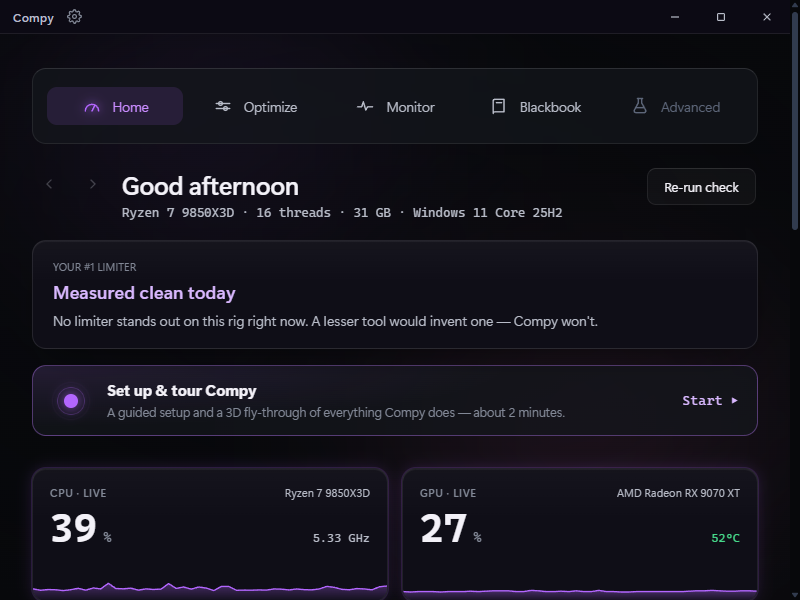 Compy
Home
Optimize
Monitor
Blackbook
Advanced
Good afternoon
Re-run check
Ryzen 7 9850X3D · 16 threads · 31 GB · Windows 11 Core 25H2
YOUR #1 LIMITER
Measured clean today
No limiter stands out on this rig right now. A lesser tool would invent one — Compy won't.
Set up & tour Compy
A guided setup and a 3D fly-through of everything Compy does — about 2 minutes.
Start ▸
CPU · LIVE
Ryzen 7 9850X3D
39 %
5.33 GHz
GPU · LIVE
AMD Radeon RX 9070 XT
27 %
52°C